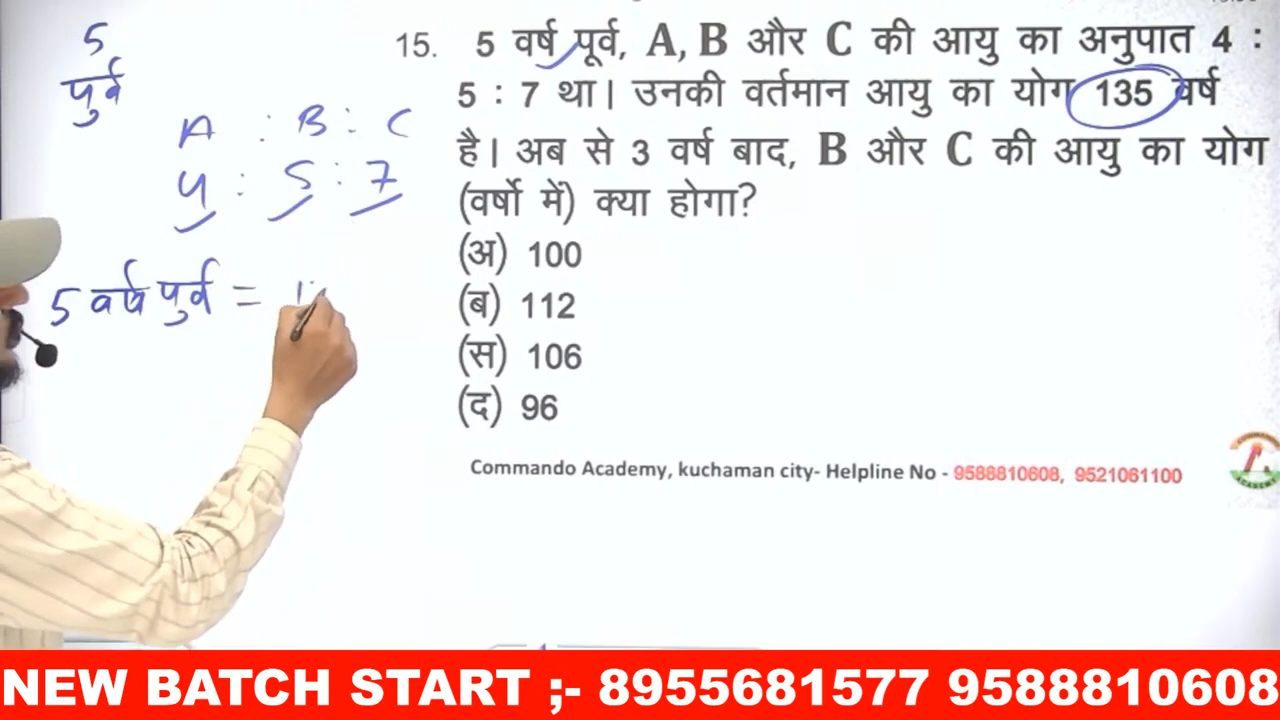 5
पुर्व
A : B : C
4 : 5 : 7
5 वर्ष पुर्व =
15. 5 वर्ष पूर्व, A, B और C की आयु का अनुपात 4 :
5 : 7 था। उनकी वर्तमान आयु का योग 135 वर्ष
है। अब से 3 वर्ष बाद, B और C की आयु का योग
(वर्षो में) क्या होगा?
(अ) 100
(ब) 112
(स) 106
(द) 96
Commando Academy, kuchaman city- Helpline No - 9588810608, 9521061100
NEW BATCH START ;- 8955681577 9588810608